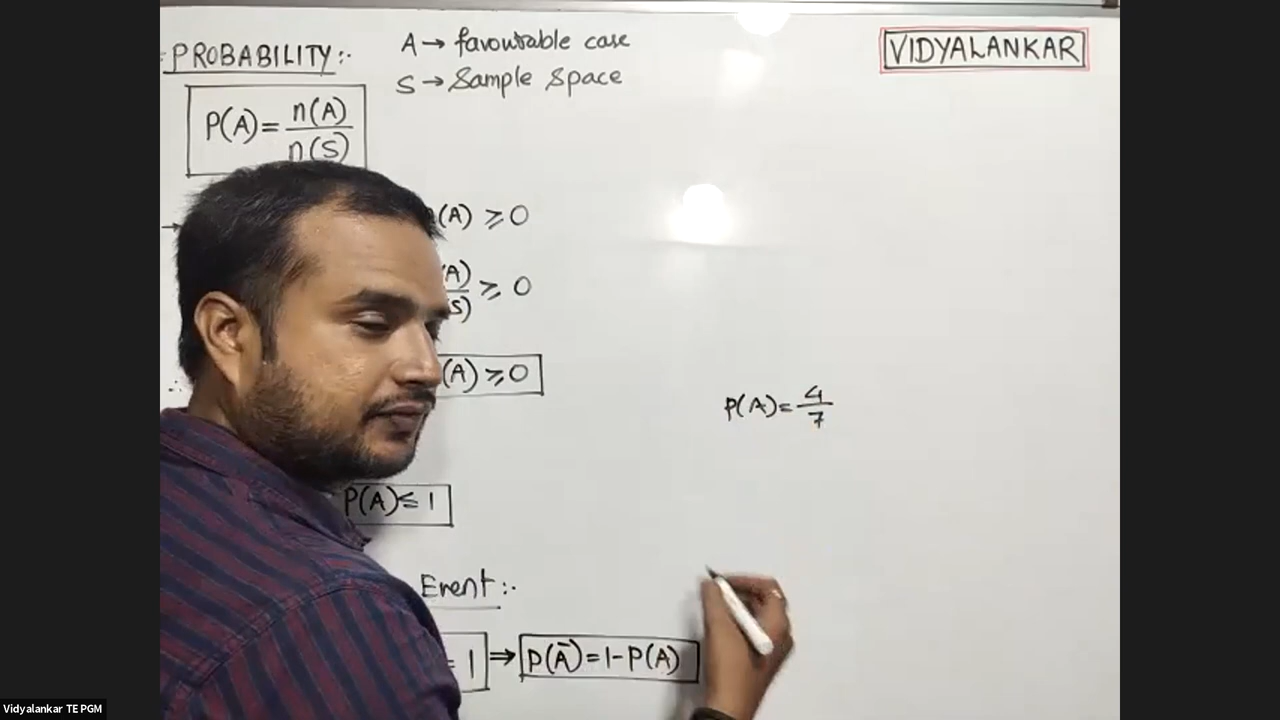 PROBABILITY:-
A → favourable case
VIDYALANKAR
S → Sample Space
P(A) = n(A)/n(S)
(A) ≥ 0
(A)/(S) ≥ 0
(A) ≥ 0
P(A) = 4/7
P(A) ≤ 1
Event:-
= 1 ⇒ P(Ā) = 1 - P(A)
Vidyalankar TE PGM